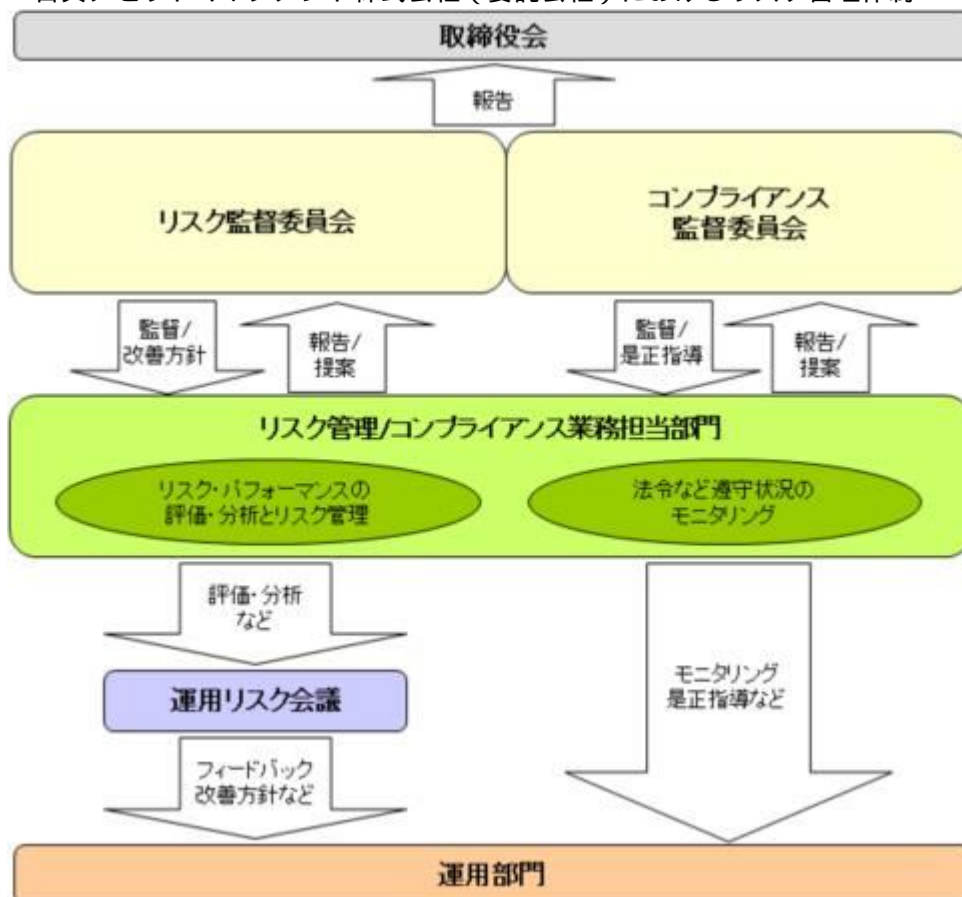 取締役会
報告
リスク監督委員会
コンプライアンス
監督委員会
監督/
改善方針
報告/
提案
監督/
是正指導
報告/
提案
リスク管理/コンプライアンス業務担当部門
リスク・パフォーマンスの
評価・分析とリスク管理
法令など遵守状況の
モニタリング
評価・分析
など
運用リスク会議
モニタリング
是正指導など
フィードバック
改善方針など
運用部門